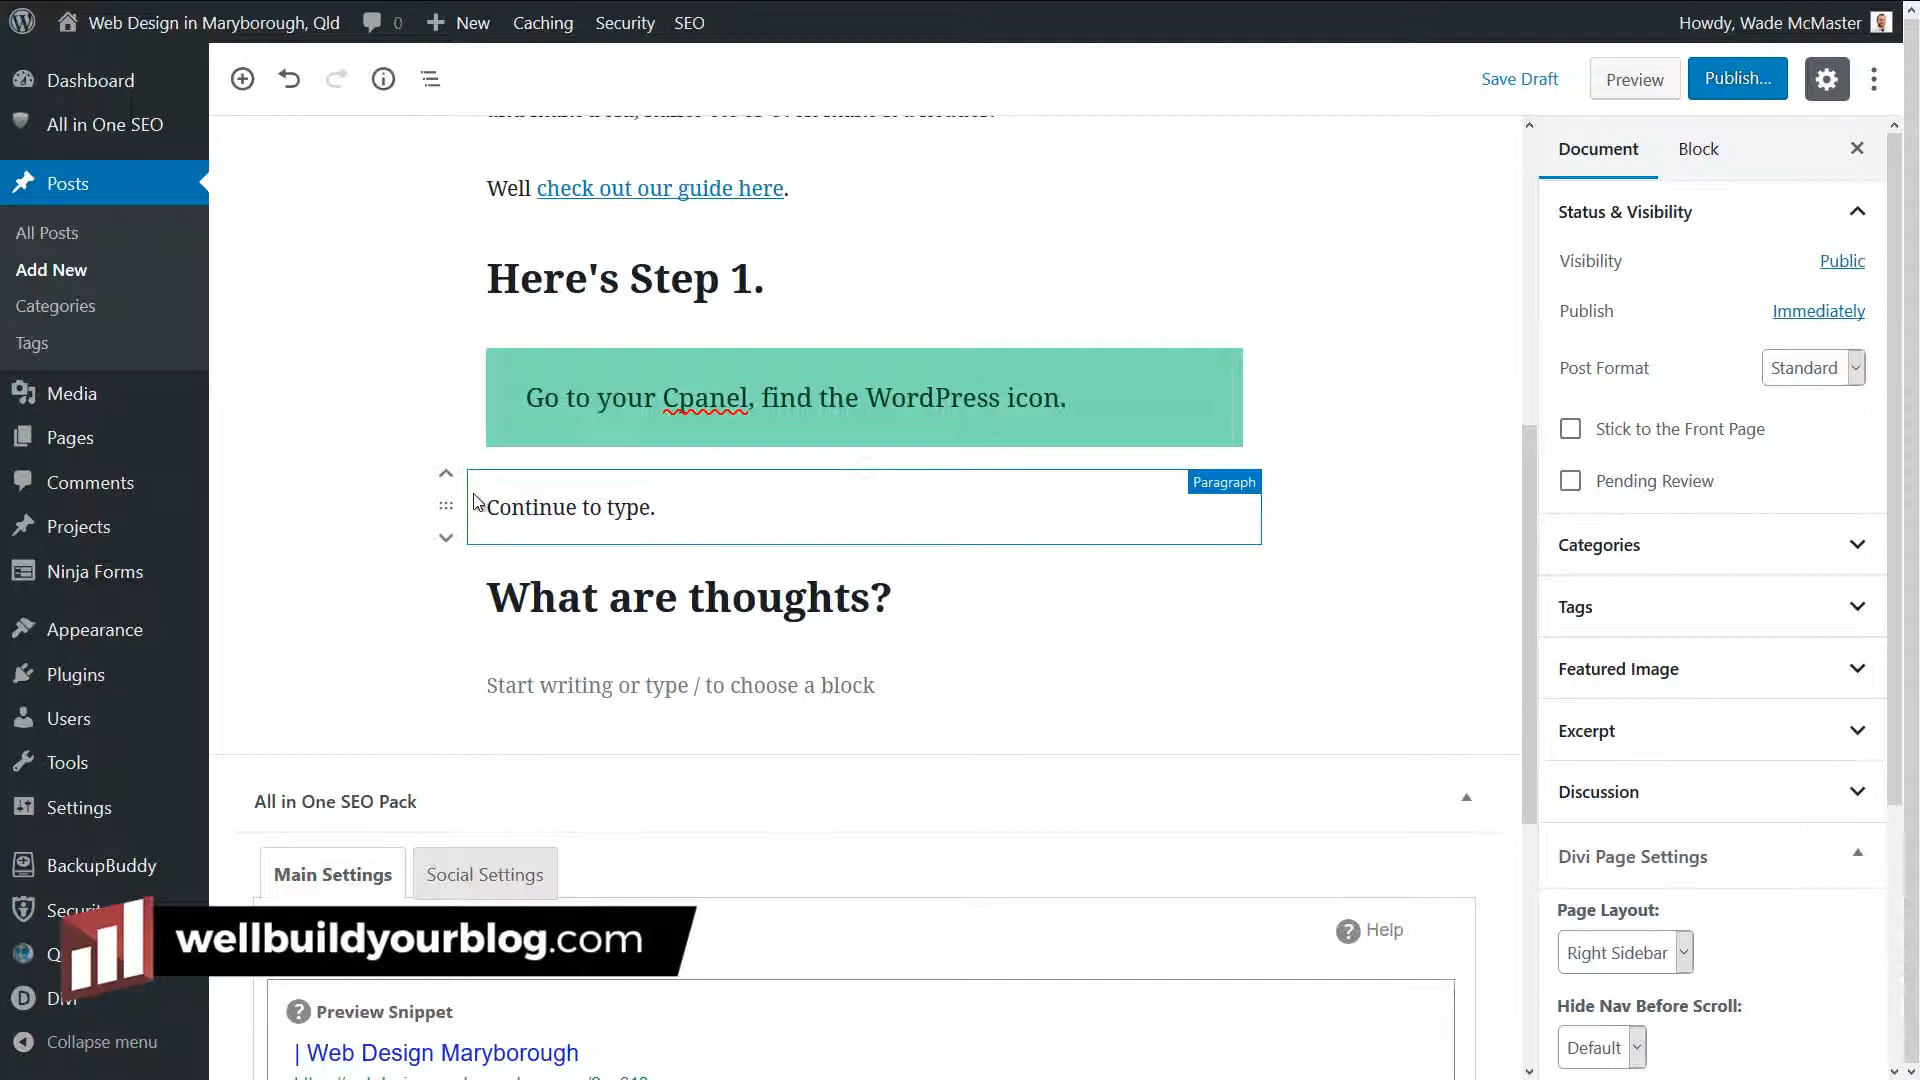 Web Design in Maryborough, Qld
0
New
Caching
Security
SEO
Howdy, Wade McMaster
Dashboard
All in One SEO
Posts
All Posts
Add New
Categories
Tags
Media
Pages
Comments
Projects
Ninja Forms
Appearance
Plugins
Users
Tools
Settings
BackupBuddy
Collapse menu
Save Draft
Preview
Publish...
Well check out our guide here.
Here's Step 1.
Go to your Cpanel, find the WordPress icon.
Paragraph
Continue to type.
What are thoughts?
Start writing or type / to choose a block
All in One SEO Pack
Main Settings
Social Settings
Help
Preview Snippet
| Web Design Maryborough
wellbuildyourblog.com
Document
Block
Status & Visibility
Visibility
Public
Publish
Immediately
Post Format
Standard
Stick to the Front Page
Pending Review
Categories
Tags
Featured Image
Excerpt
Discussion
Divi Page Settings
Page Layout:
Right Sidebar
Hide Nav Before Scroll:
Default